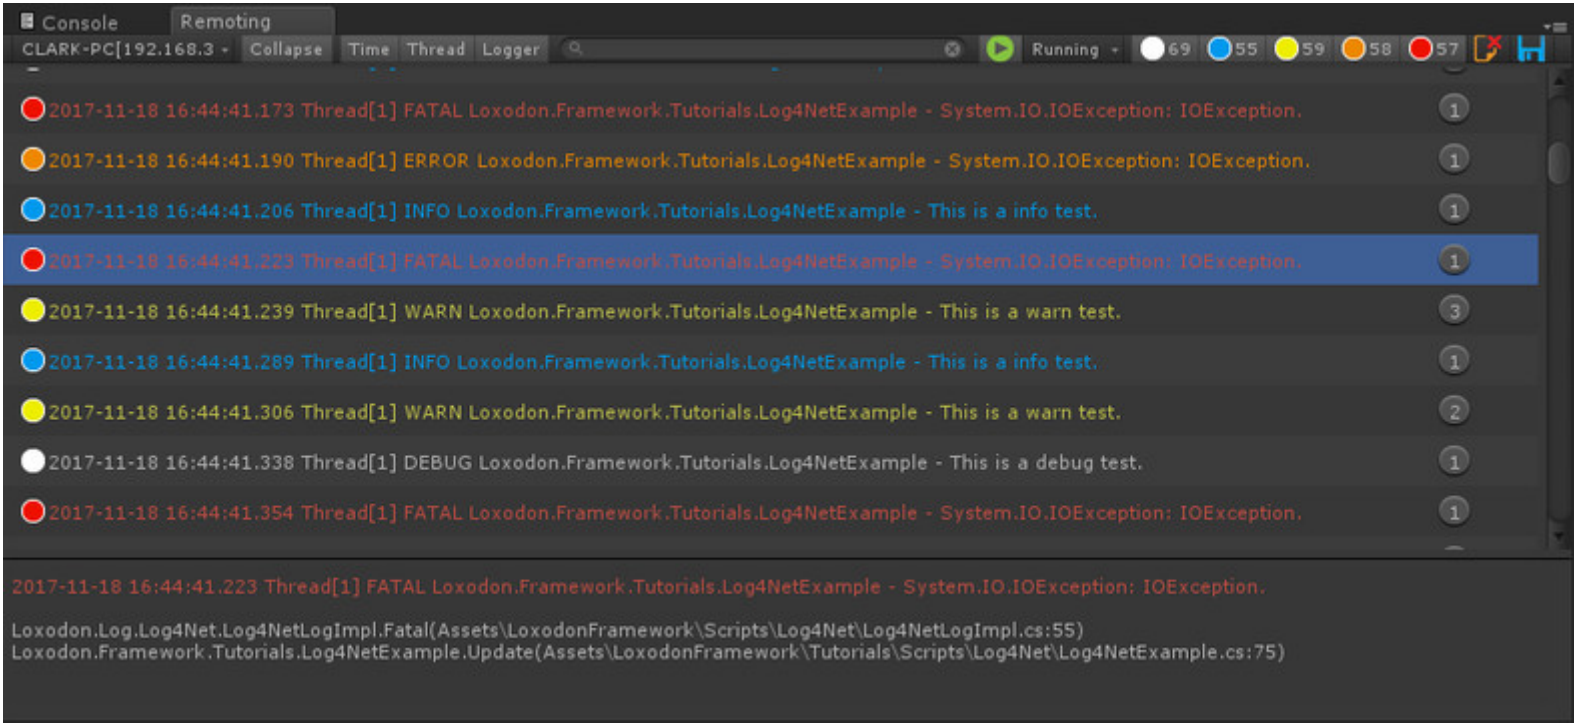 Console Remoting
CLARK-PC[192.168.3 Collapse Time Thread Logger Running 69 55 59 58 57
2017-11-18 16:44:41.173 Thread[1] FATAL Loxodon.Framework.Tutorials.Log4NetExample - System.IO.IOException: IOException. 1
2017-11-18 16:44:41.190 Thread[1] ERROR Loxodon.Framework.Tutorials.Log4NetExample - System.IO.IOException: IOException. 1
2017-11-18 16:44:41.206 Thread[1] INFO Loxodon.Framework.Tutorials.Log4NetExample - This is a info test. 1
2017-11-18 16:44:41.223 Thread[1] FATAL Loxodon.Framework.Tutorials.Log4NetExample - System.IO.IOException: IOException. 1
2017-11-18 16:44:41.239 Thread[1] WARN Loxodon.Framework.Tutorials.Log4NetExample - This is a warn test. 3
2017-11-18 16:44:41.289 Thread[1] INFO Loxodon.Framework.Tutorials.Log4NetExample - This is a info test. 1
2017-11-18 16:44:41.306 Thread[1] WARN Loxodon.Framework.Tutorials.Log4NetExample - This is a warn test. 2
2017-11-18 16:44:41.338 Thread[1] DEBUG Loxodon.Framework.Tutorials.Log4NetExample - This is a debug test. 1
2017-11-18 16:44:41.354 Thread[1] FATAL Loxodon.Framework.Tutorials.Log4NetExample - System.IO.IOException: IOException. 1
2017-11-18 16:44:41.223 Thread[1] FATAL Loxodon.Framework.Tutorials.Log4NetExample - System.IO.IOException: IOException.
Loxodon.Log.Log4Net.Log4NetLogImpl.Fatal(Assets\LoxodonFramework\Scripts\Log4Net\Log4NetLogImpl.cs:55)
Loxodon.Framework.Tutorials.Log4NetExample.Update(Assets\LoxodonFramework\Tutorials\Scripts\Log4Net\Log4NetExample.cs:75)